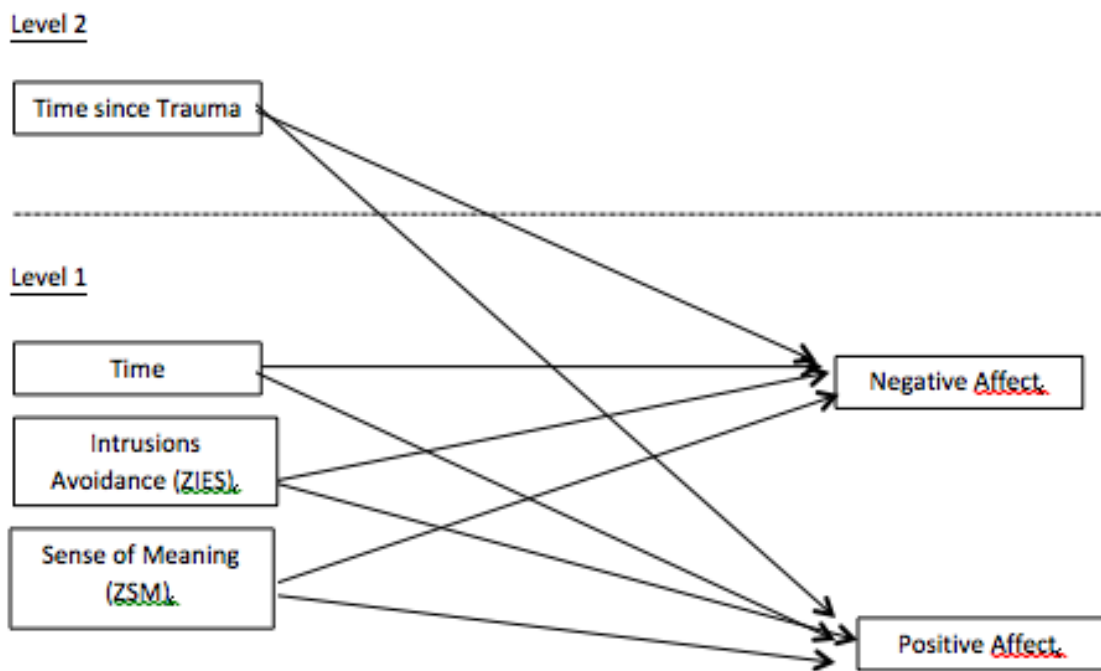 Level 2
Time since Trauma
Level 1
Time
Negative Affect.
Intrusions
Avoidance (ZIES).
Sense of Meaning
(ZSM).
Positive Affect.